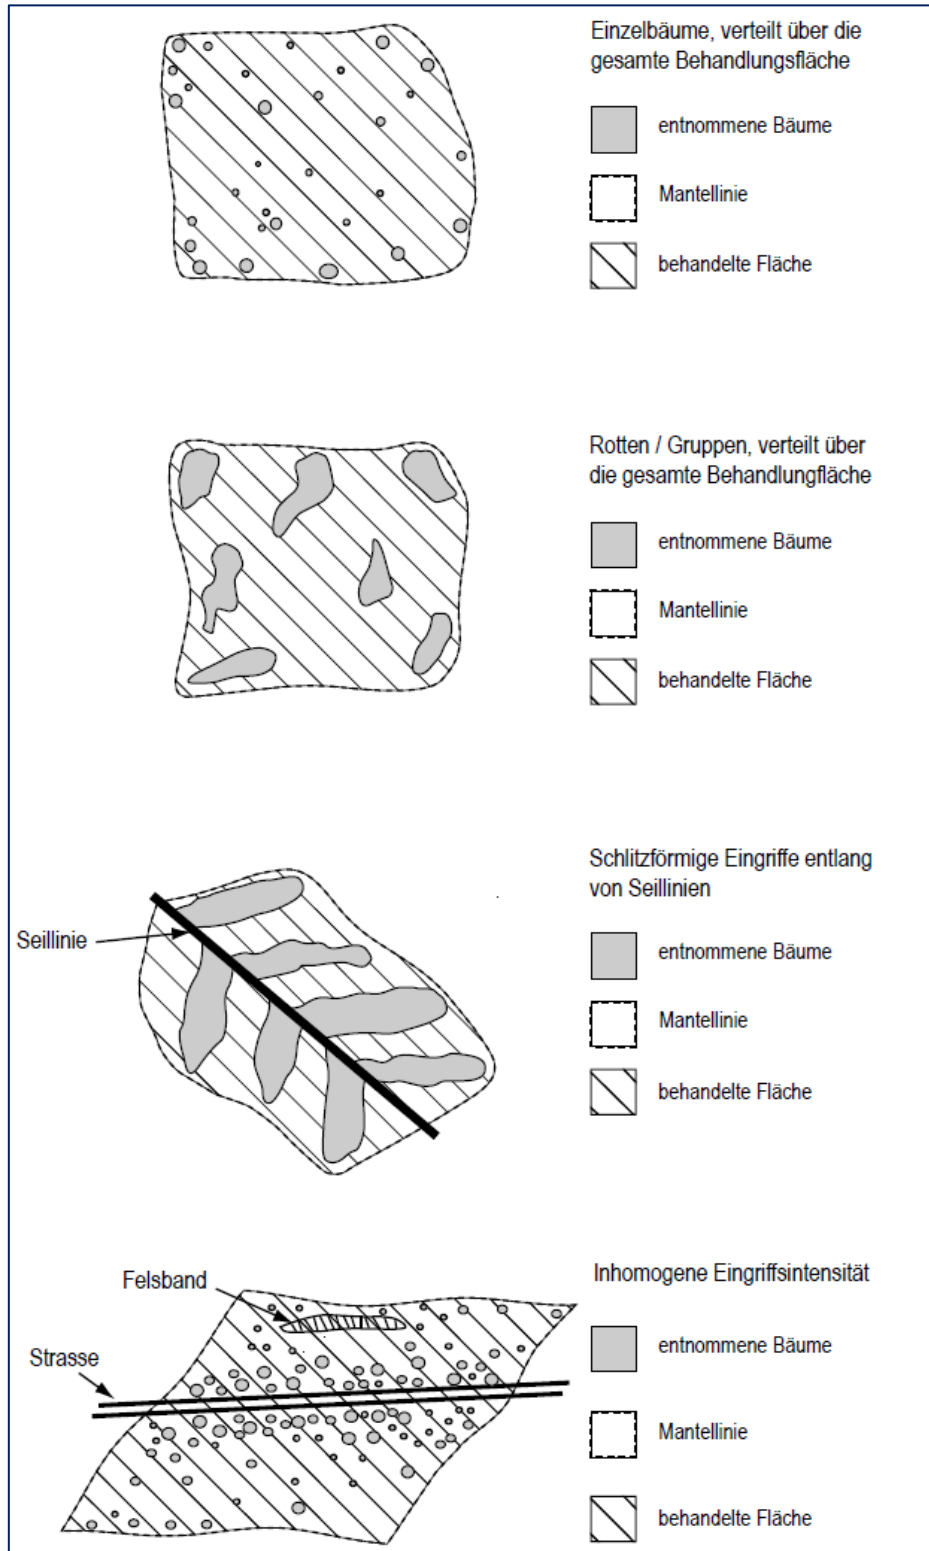 Einzelbäume, verteilt über die
gesamte Behandlungsfläche
entnommene Bäume
Mantellinie
behandelte Fläche
Rotten / Gruppen, verteilt über
die gesamte Behandlungfläche
entnommene Bäume
Mantellinie
behandelte Fläche
Schlitzförmige Eingriffe entlang
von Seillinien
Seillinie
entnommene Bäume
Mantellinie
behandelte Fläche
Inhomogene Eingriffsintensität
Felsband
Strasse
entnommene Bäume
Mantellinie
behandelte Fläche